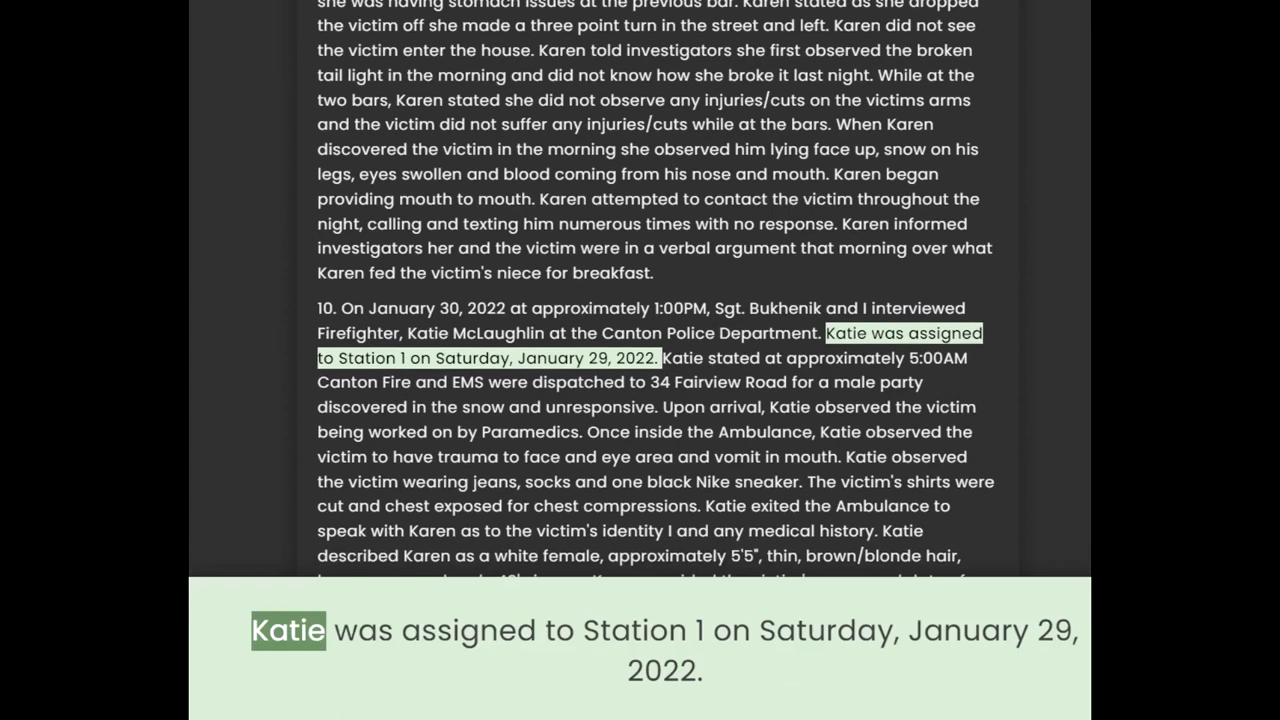 she was having stomach issues at the previous bar. Karen stated as she dropped
the victim off she made a three point turn in the street and left. Karen did not see
the victim enter the house. Karen told investigators she first observed the broken
tail light in the morning and did not know how she broke it last night. While at the
two bars, Karen stated she did not observe any injuries/cuts on the victims arms
and the victim did not suffer any injuries/cuts while at the bars. When Karen
discovered the victim in the morning she observed him lying face up, snow on his
legs, eyes swollen and blood coming from his nose and mouth. Karen began
providing mouth to mouth. Karen attempted to contact the victim throughout the
night, calling and texting him numerous times with no response. Karen informed
investigators her and the victim were in a verbal argument that morning over what
Karen fed the victim's niece for breakfast.
10. On January 30, 2022 at approximately 1:00PM, Sgt. Bukhenik and I interviewed
Firefighter, Katie McLaughlin at the Canton Police Department. Katie was assigned
to Station 1 on Saturday, January 29, 2022. Katie stated at approximately 5:00AM
Canton Fire and EMS were dispatched to 34 Fairview Road for a male party
discovered in the snow and unresponsive. Upon arrival, Katie observed the victim
being worked on by Paramedics. Once inside the Ambulance, Katie observed the
victim to have trauma to face and eye area and vomit in mouth. Katie observed
the victim wearing jeans, socks and one black Nike sneaker. The victim's shirts were
cut and chest exposed for chest compressions. Katie exited the Ambulance to
speak with Karen as to the victim's identity I and any medical history. Katie
described Karen as a white female, approximately 5'5", thin, brown/blonde hair,
Katie was assigned to Station 1 on Saturday, January 29,
2022.